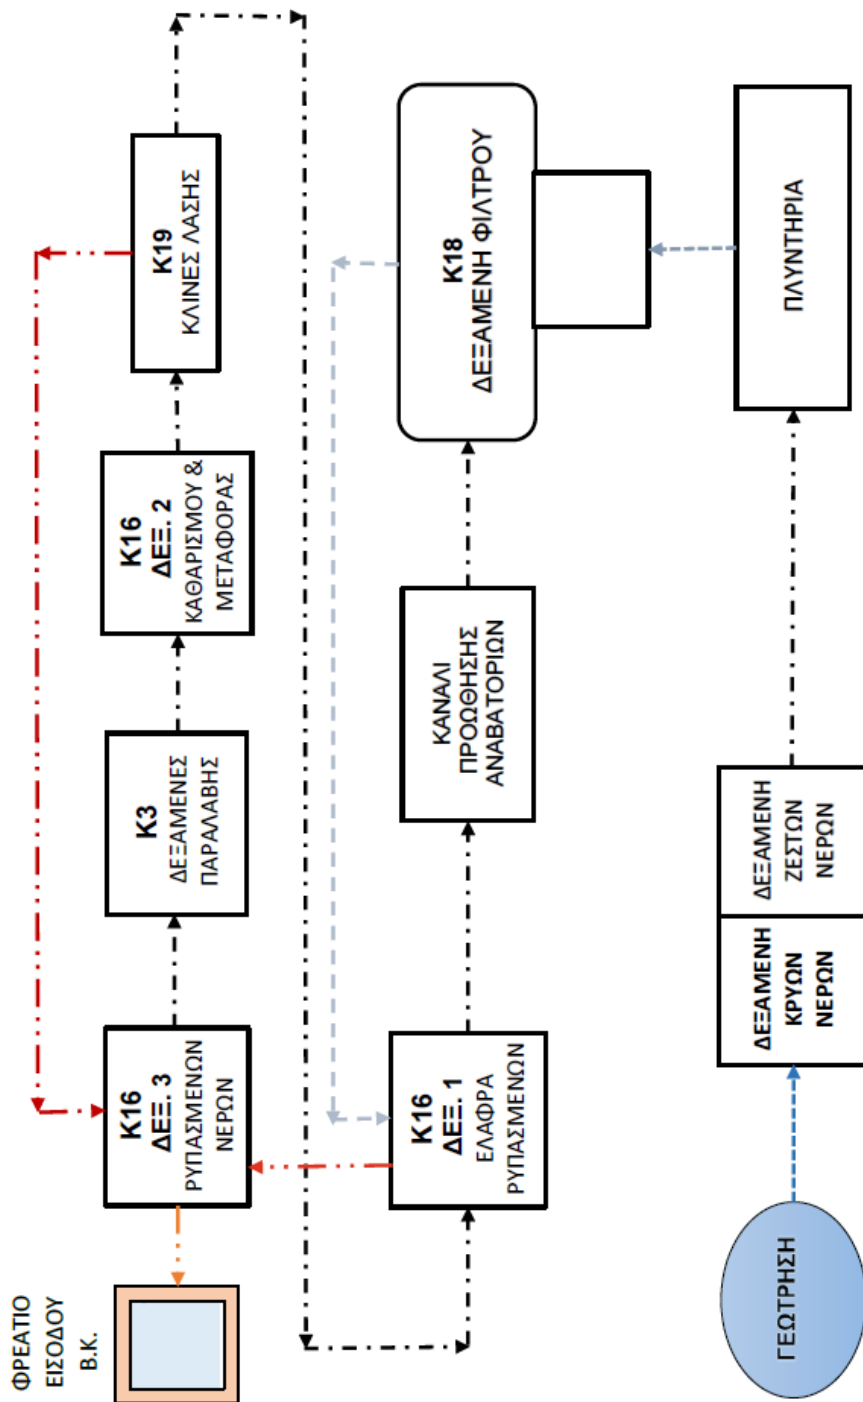 ΦΡΕΑΤΙΟ
ΕΙΣΟΔΟΥ
Β.Κ.
Κ16
ΔΕΞ. 3
ΡΥΠΑΣΜΕΝΩΝ
ΝΕΡΩΝ
Κ3
ΔΕΞΑΜΕΝΕΣ
ΠΑΡΑΛΑΒΗΣ
Κ16
ΔΕΞ. 2
ΚΑΘΑΡΙΣΜΟΥ &
ΜΕΤΑΦΟΡΑΣ
Κ19
ΚΛΙΝΕΣ ΛΑΣΗΣ
Κ16
ΔΕΞ. 1
ΕΛΑΦΡΑ
ΡΥΠΑΣΜΕΝΩΝ
ΚΑΝΑΛΙ
ΠΡΟΩΘΗΣΗΣ
ΑΝΑΒΑΤΟΡΙΩΝ
Κ18
ΔΕΞΑΜΕΝΗ ΦΙΛΤΡΟΥ
ΓΕΩΤΡΗΣΗ
ΔΕΞΑΜΕΝΗ
ΚΡΥΩΝ
ΝΕΡΩΝ
ΔΕΞΑΜΕΝΗ
ΖΕΣΤΩΝ
ΝΕΡΩΝ
ΠΛΥΝΤΗΡΙΑ